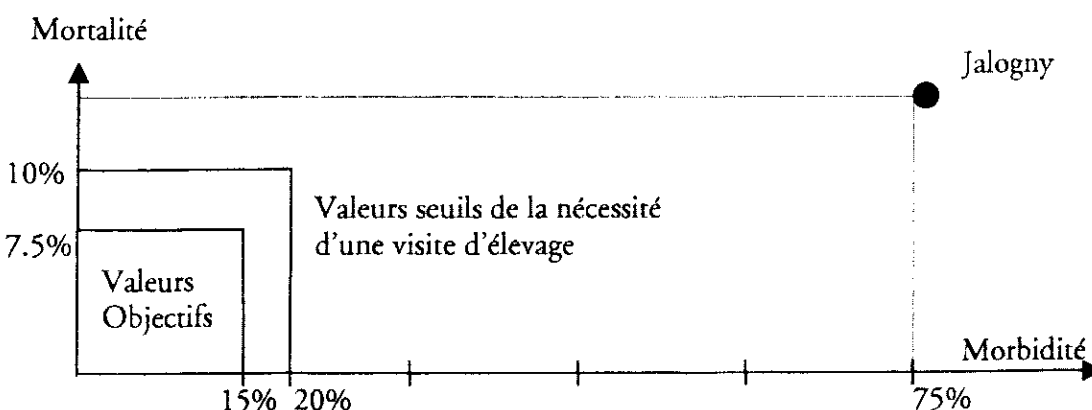 Mortalité
Jalogny
10%
Valeurs seuils de la nécessité
d'une visite d'élevage
7.5%
Valeurs
Objectifs
Morbidité
15% 20% 75%